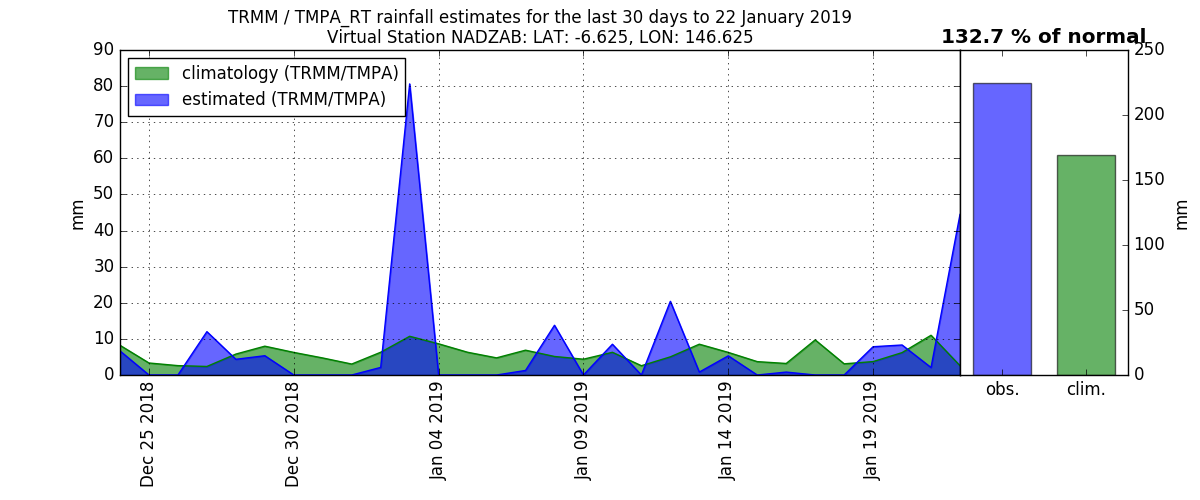 TRMM / TMPA_RT rainfall estimates for the last 30 days to 22 January 2019
Virtual Station NADZAB: LAT: -6.625, LON: 146.625
132.7 % of normal
climatology (TRMM/TMPA)
estimated (TRMM/TMPA)
90
80
70
60
50
40
30
20
10
0
mm
Dec 25 2018
Dec 30 2018
Jan 04 2019
Jan 09 2019
Jan 14 2019
Jan 19 2019
250
200
150
100
50
0
mm
obs.
clim.